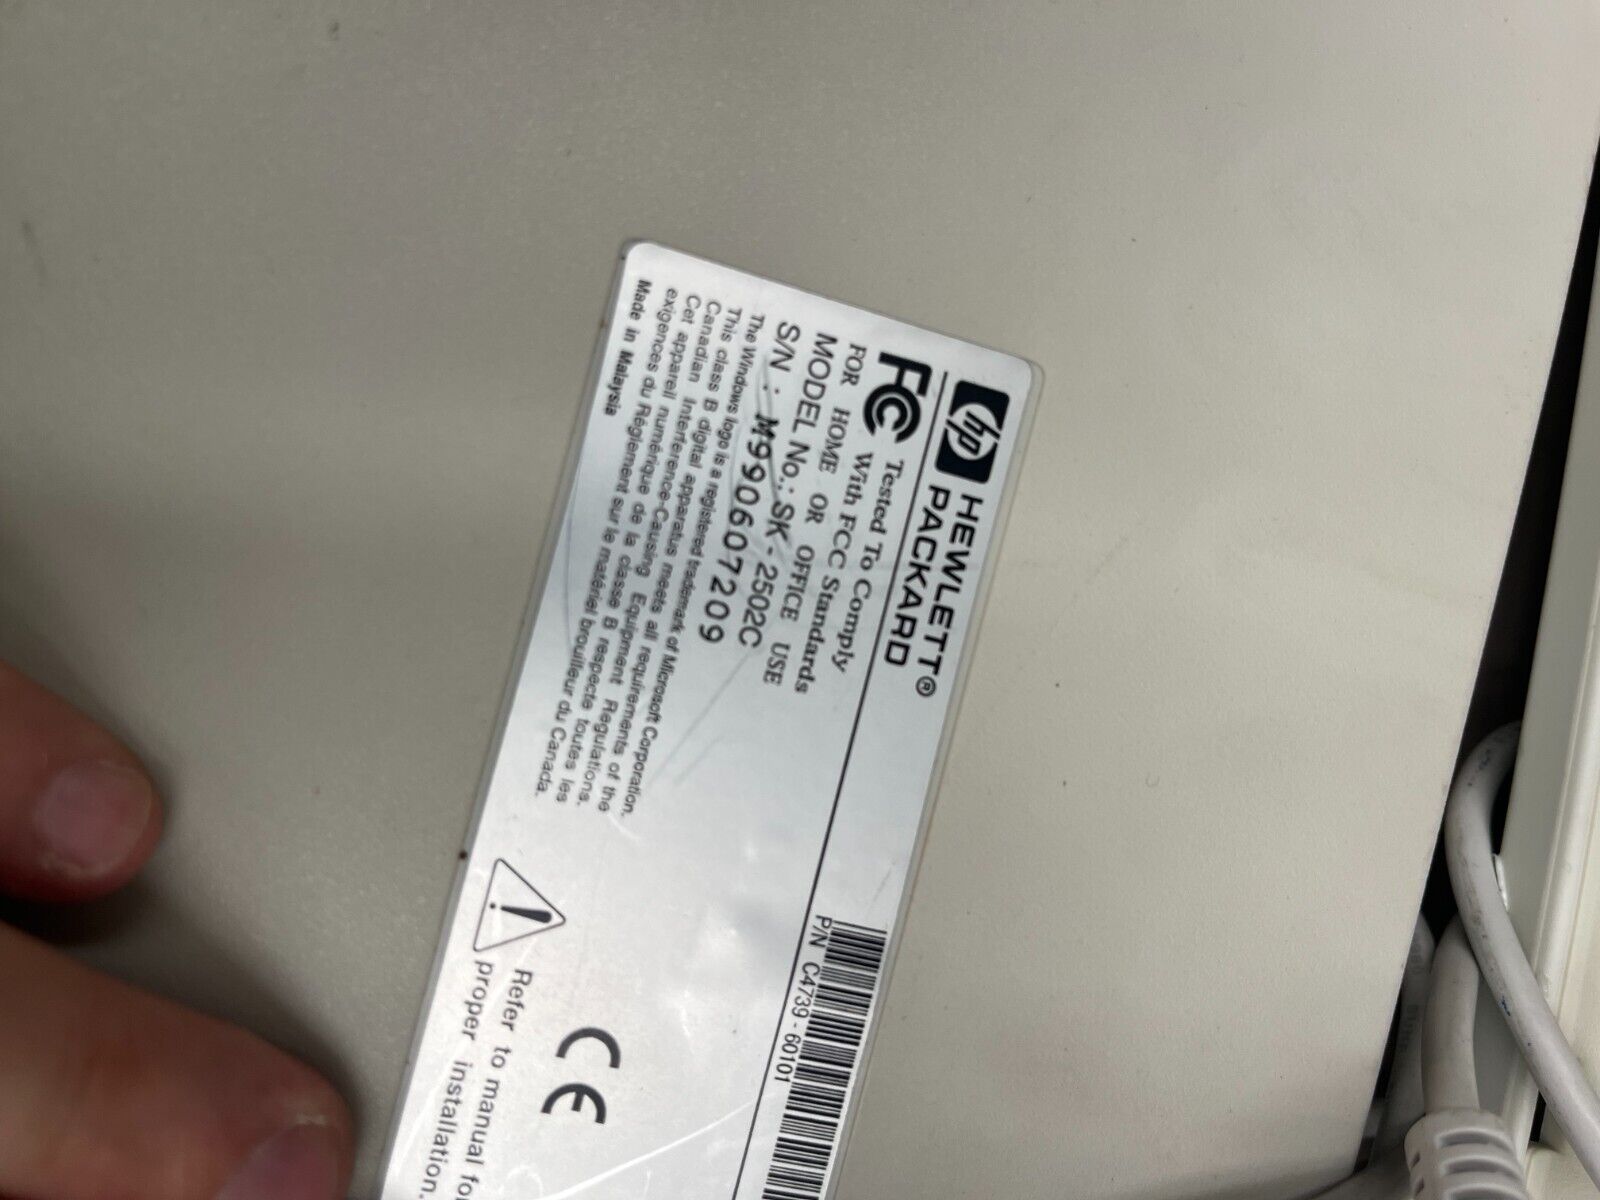 hp HEWLETT®
PACKARD
FC Tested To Comply
With FCC Standards
FOR HOME OR OFFICE USE
MODEL No.: SK-2502C
S/N : M990607209
The Windows logo is a registered trademark of Microsoft Corporation.
This class B digital apparatus meets all requirements of the
Canadian Interference-Causing Equipment Regulations.
Cet appareil numérique de la classe B respecte toutes les
exigences du Règlement sur le matériel brouilleur du Canada.
Made in Malaysia
P/N C4739-60101
CE
! Refer to manual fo
proper installation.